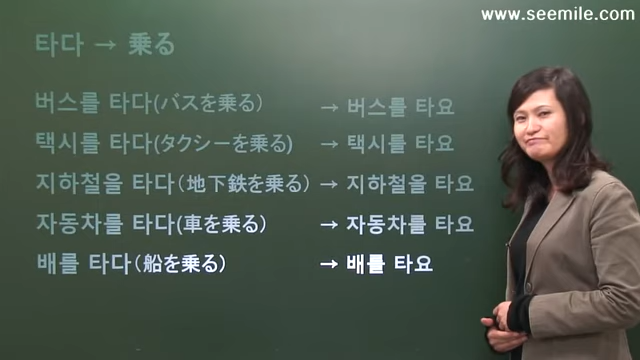 www.seemile.com
타다 → 乗る
버스를 타다(バスを乗る) → 버스를 타요
택시를 타다(タクシーを乗る) → 택시를 타요
지하철을 타다(地下鉄を乗る) → 지하철을 타요
자동차를 타다(車を乗る) → 자동차를 타요
배를 타다(船を乗る) → 배를 타요